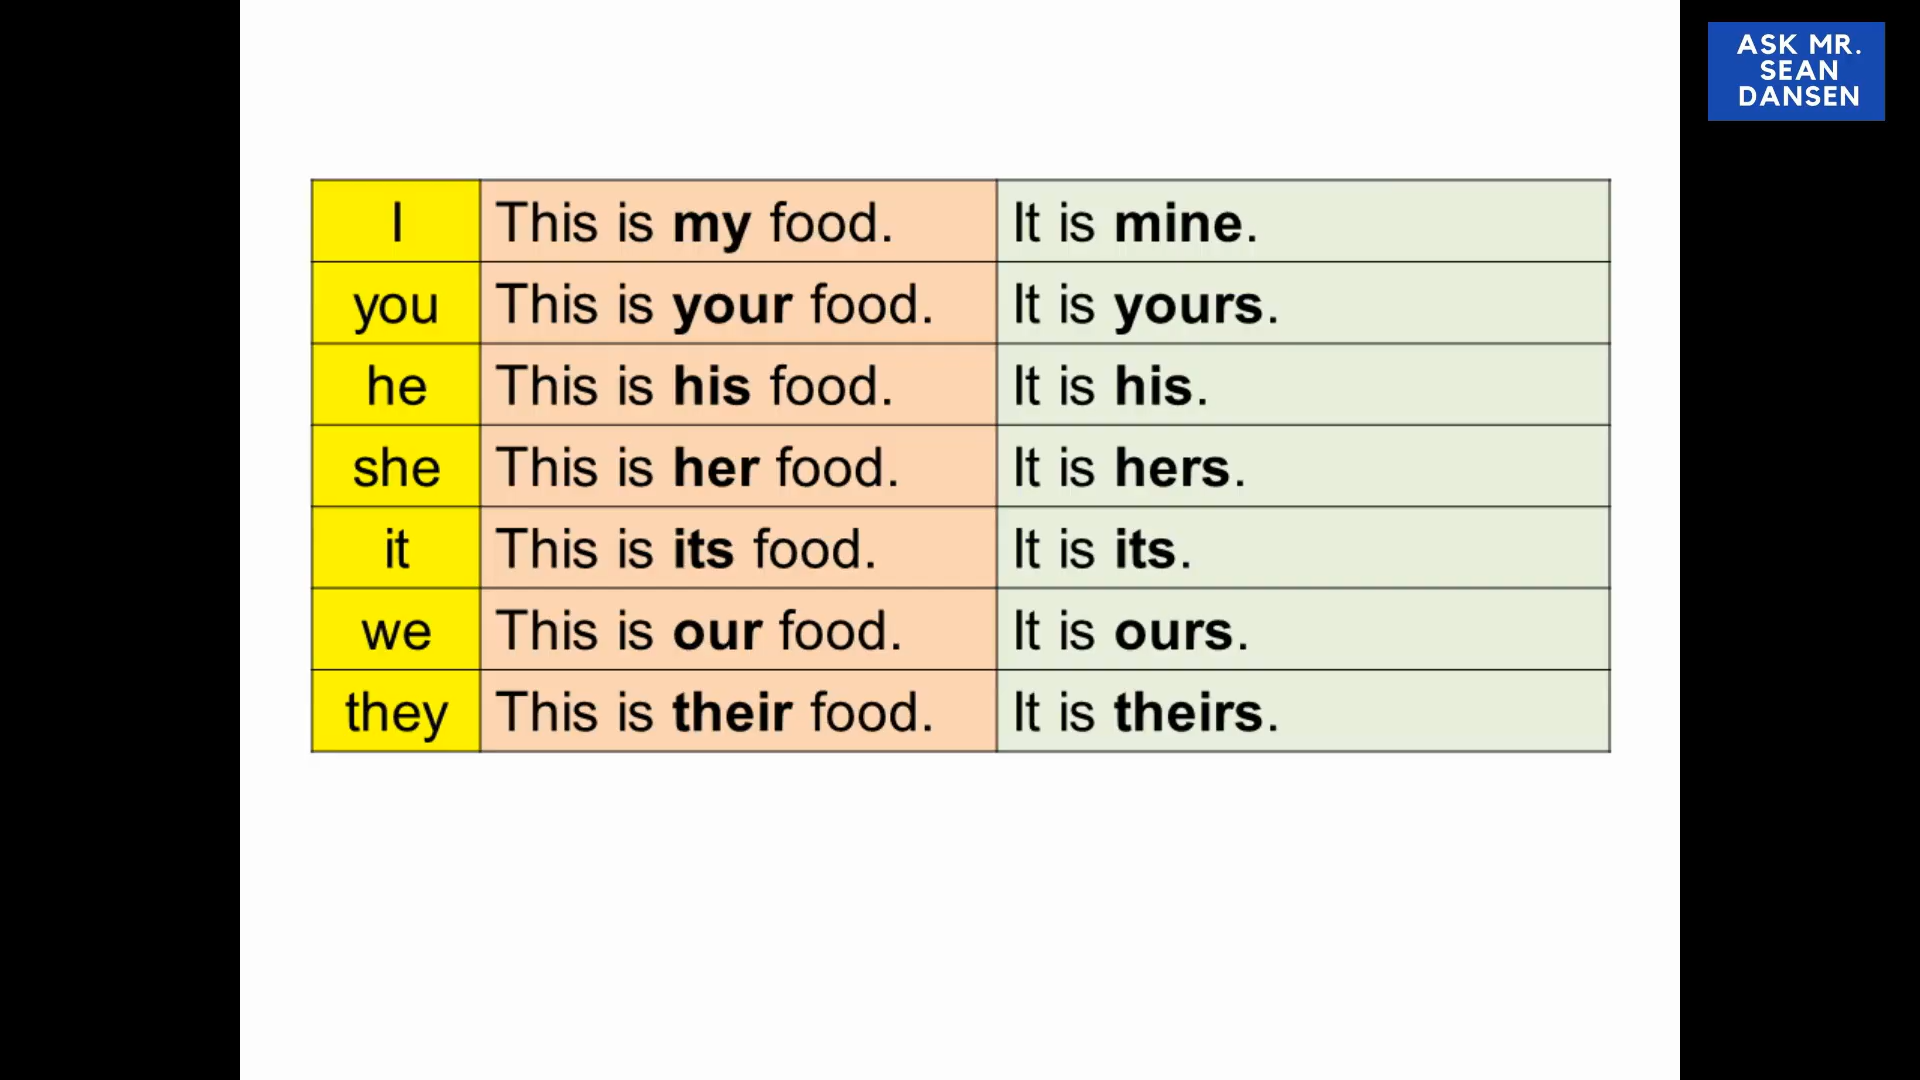 ASK MR.
SEAN
DANSEN
I This is my food. It is mine.
you This is your food. It is yours.
he This is his food. It is his.
she This is her food. It is hers.
it This is its food. It is its.
we This is our food. It is ours.
they This is their food. It is theirs.